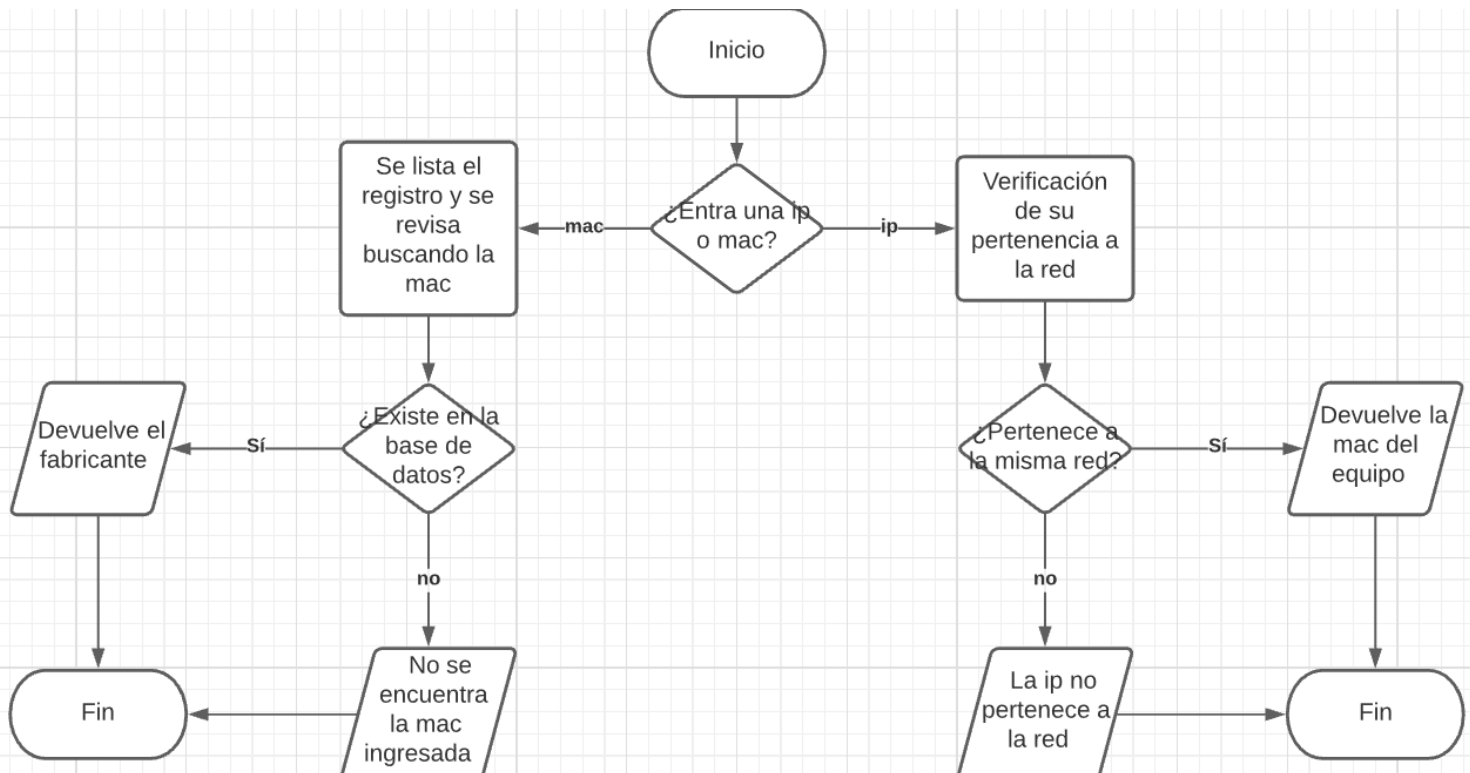 Inicio
Se lista el
registro y se
revisa
buscando la
mac
mac
¿Entra una ip
o mac?
ip
Verificación
de su
pertenencia a
la red
Devuelve el
fabricante
Sí
¿Existe en la
base de
datos?
¿Pertenece a
la misma red?
Sí
Devuelve la
mac del
equipo
no
no
Fin
No se
encuentra
la mac
ingresada
La ip no
pertenece a
la red
Fin